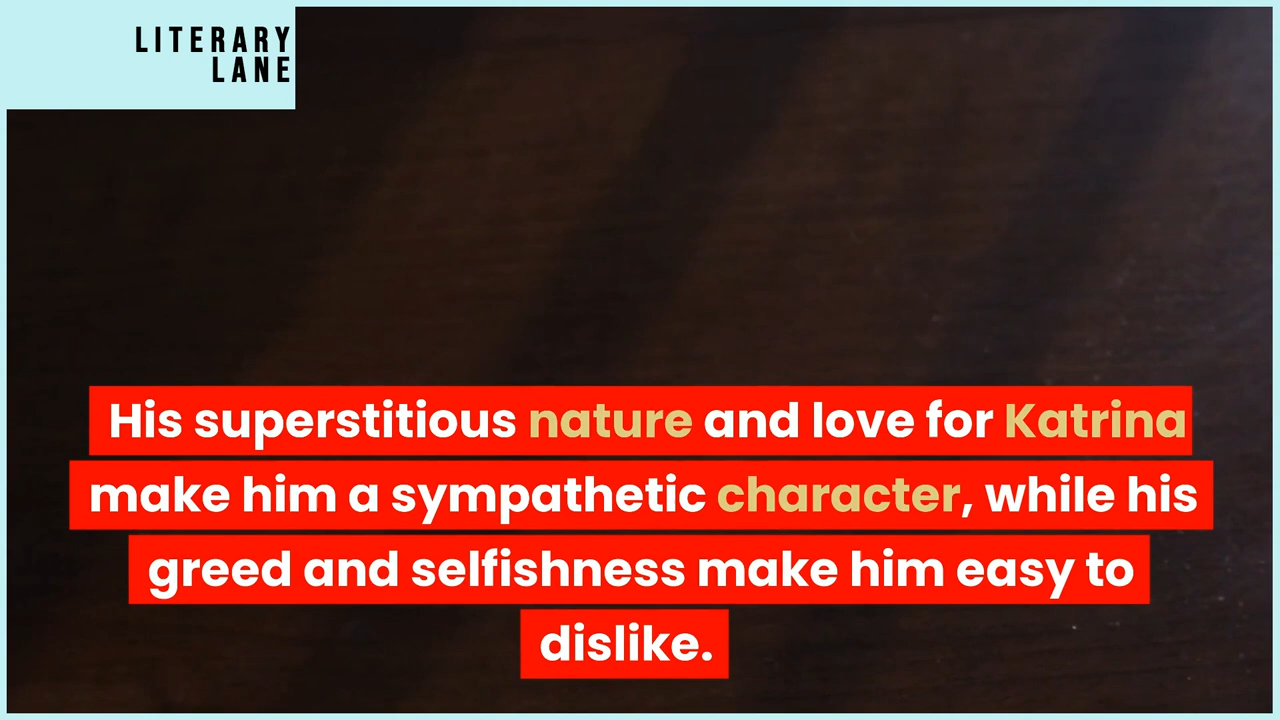 LITERARY
LANE
His superstitious nature and love for Katrina
make him a sympathetic character, while his
greed and selfishness make him easy to
dislike.